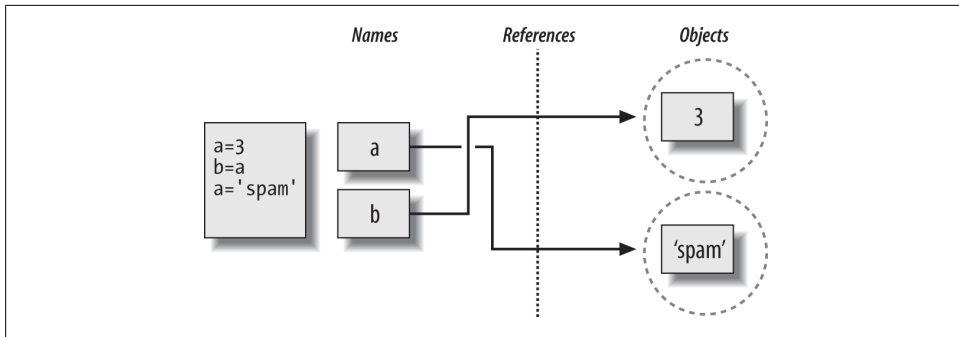 Names
References
Objects
a=3
b=a
a='spam'
a
b
3
'spam'